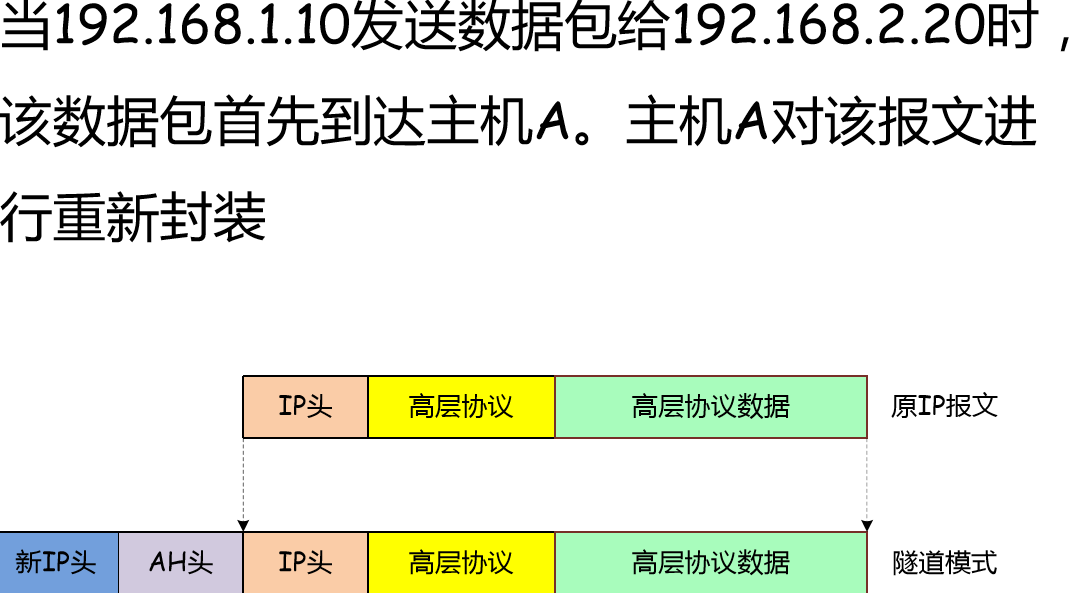 当192.168.1.10发送数据包给192.168.2.20时，
该数据包首先到达主机A。主机A对该报文进
行重新封装
IP头 高层协议 高层协议数据 原IP报文
新IP头 AH头 IP头 高层协议 高层协议数据 隧道模式